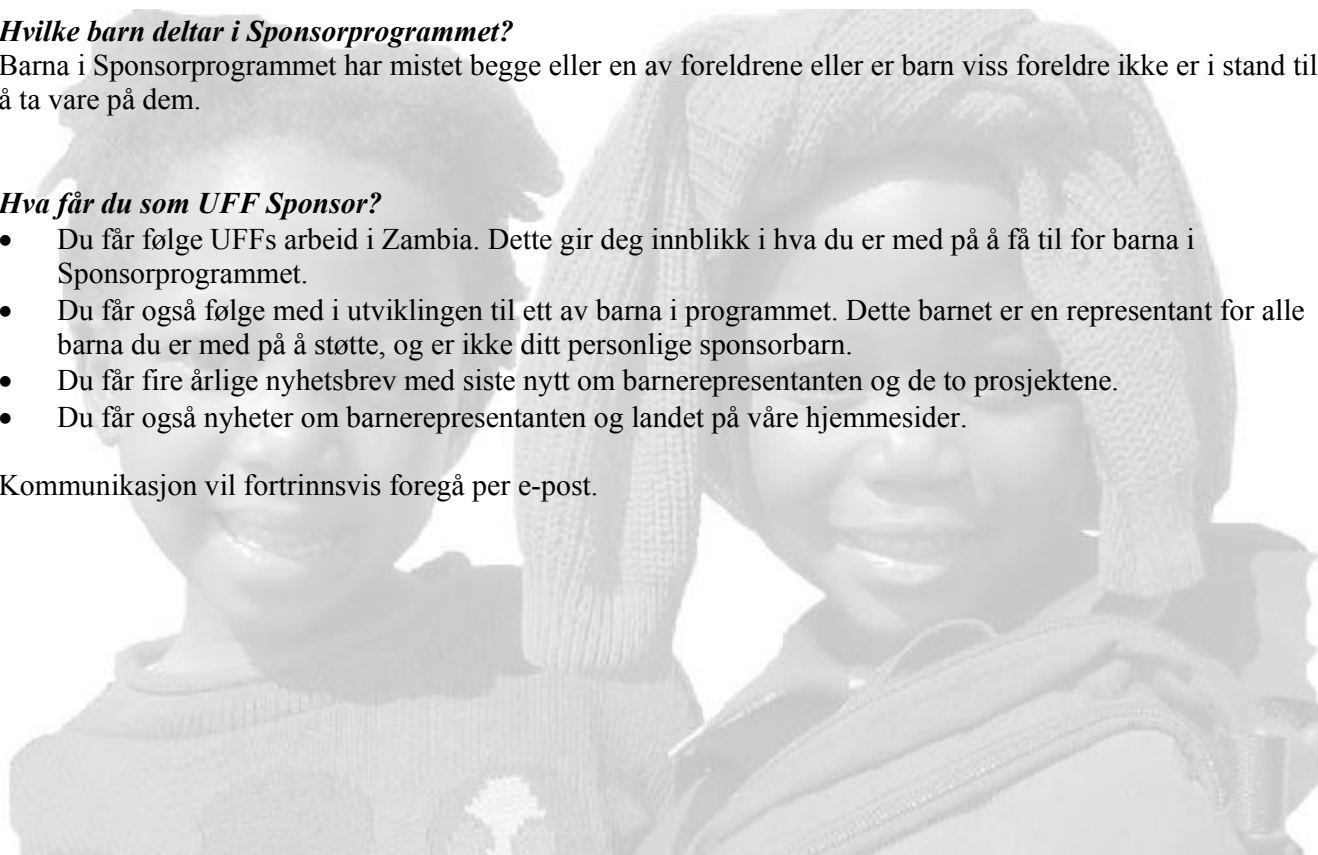 Hvilke barn deltar i Sponsorprogrammet?
Barna i Sponsorprogrammet har mistet begge eller en av foreldrene eller er barn viss foreldre ikke er i stand til
å ta vare på dem.
Hva får du som UFF Sponsor?
• Du får følge UFFs arbeid i Zambia. Dette gir deg innblikk i hva du er med på å få til for barna i
Sponsorprogrammet.
• Du får også følge med i utviklingen til ett av barna i programmet. Dette barnet er en representant for alle
barna du er med på å støtte, og er ikke ditt personlige sponsorbarn.
• Du får fire årlige nyhetsbrev med siste nytt om barnerepresentanten og de to prosjektene.
• Du får også nyheter om barnerepresentanten og landet på våre hjemmesider.
Kommunikasjon vil fortrinnsvis foregå per e-post.